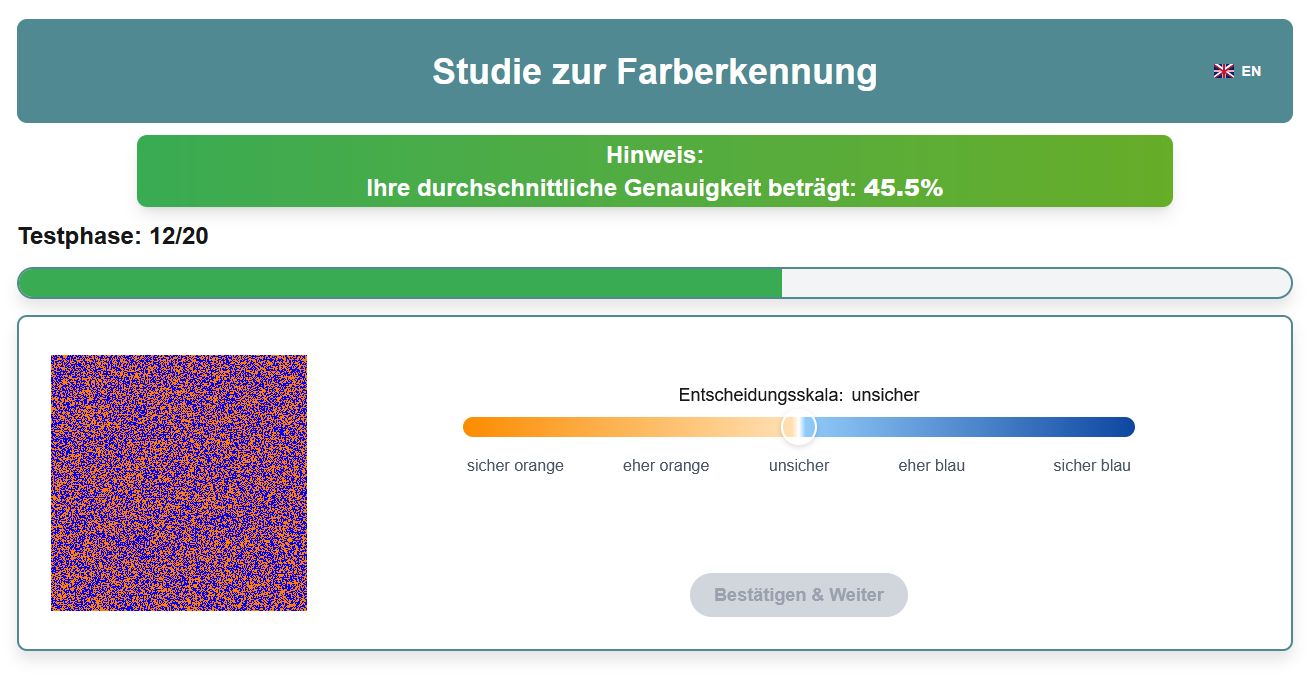 Studie zur Farberkennung
EN
Hinweis:
Ihre durchschnittliche Genauigkeit beträgt: 45.5%
Testphase: 12/20
Entscheidungsskala: unsicher
sicher orange eher orange unsicher eher blau sicher blau
Bestätigen & Weiter